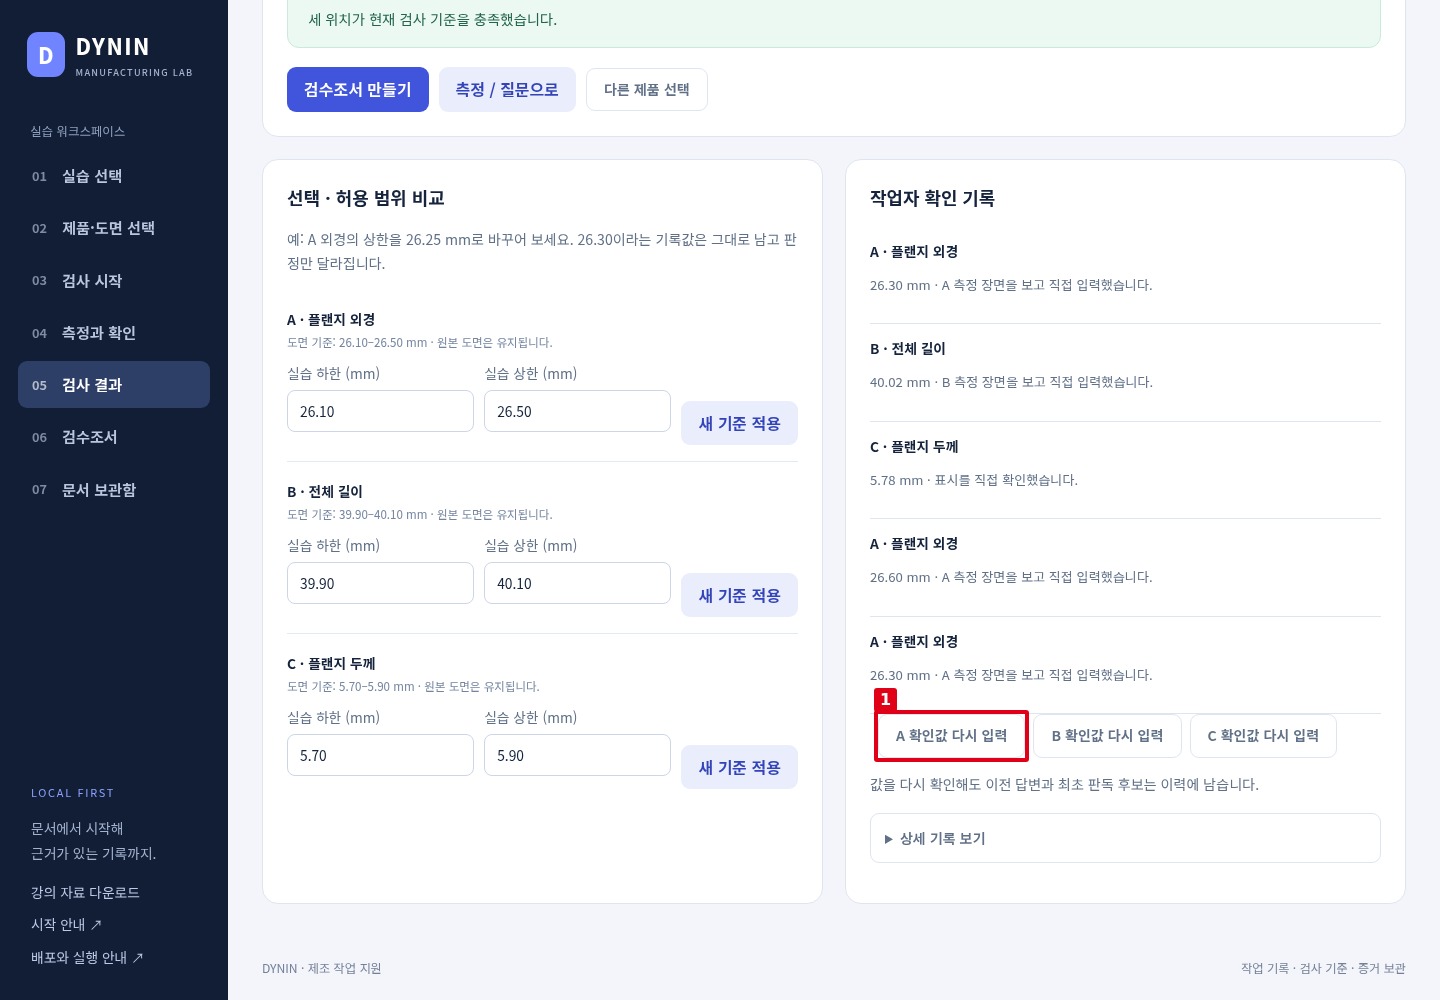 D
DYNIN
MANUFACTURING LAB
실습 워크스페이스
01 실습 선택
02 제품·도면 선택
03 검사 시작
04 측정과 확인
05 검사 결과
06 검수조서
07 문서 보관함
LOCAL FIRST
문서에서 시작해
근거가 있는 기록까지.
강의 자료 다운로드
시작 안내 ↗
배포와 실행 안내 ↗
세 위치가 현재 검사 기준을 충족했습니다.
검수조서 만들기 측정 / 질문으로 다른 제품 선택
선택 · 허용 범위 비교
예: A 외경의 상한을 26.25 mm로 바꾸어 보세요. 26.30이라는 기록값은 그대로 남고 판
정만 달라집니다.
A · 플랜지 외경
도면 기준: 26.10–26.50 mm · 원본 도면은 유지됩니다.
실습 하한 (mm) 실습 상한 (mm)
26.10 26.50 새 기준 적용
B · 전체 길이
도면 기준: 39.90–40.10 mm · 원본 도면은 유지됩니다.
실습 하한 (mm) 실습 상한 (mm)
39.90 40.10 새 기준 적용
C · 플랜지 두께
도면 기준: 5.70–5.90 mm · 원본 도면은 유지됩니다.
실습 하한 (mm) 실습 상한 (mm)
5.70 5.90 새 기준 적용
작업자 확인 기록
A · 플랜지 외경
26.30 mm · A 측정 장면을 보고 직접 입력했습니다.
B · 전체 길이
40.02 mm · B 측정 장면을 보고 직접 입력했습니다.
C · 플랜지 두께
5.78 mm · 표시를 직접 확인했습니다.
A · 플랜지 외경
26.60 mm · A 측정 장면을 보고 직접 입력했습니다.
A · 플랜지 외경
26.30 mm · A 측정 장면을 보고 직접 입력했습니다.
1
A 확인값 다시 입력 B 확인값 다시 입력 C 확인값 다시 입력
값을 다시 확인해도 이전 답변과 최초 판독 후보는 이력에 남습니다.
▶ 상세 기록 보기
DYNIN · 제조 작업 지원
작업 기록 · 검사 기준 · 증거 보관